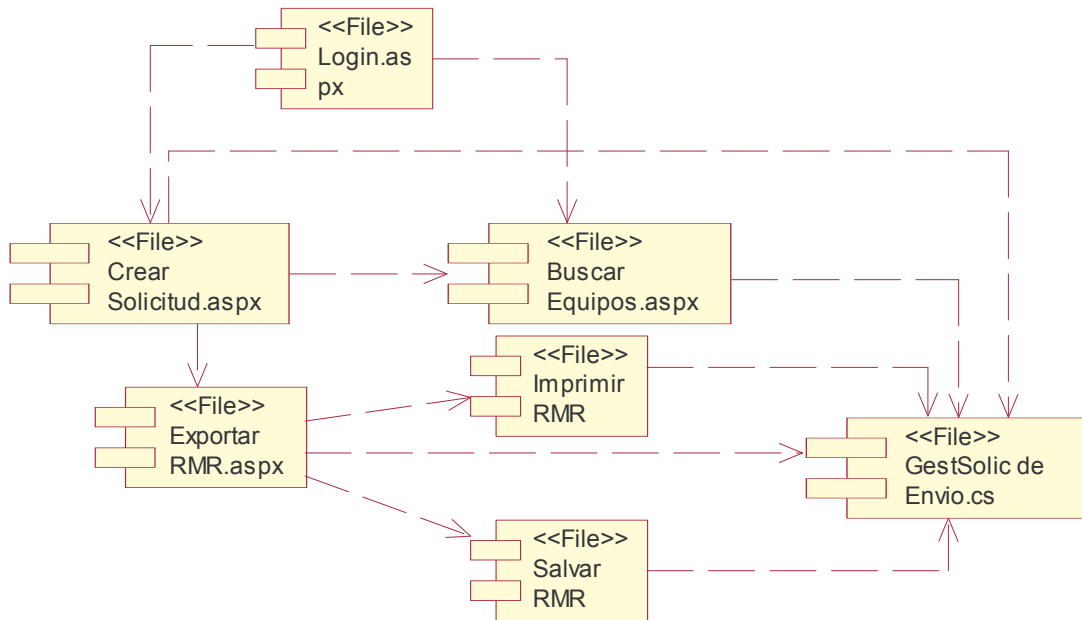 <<File>>
Login.as
px
<<File>>
Crear
Solicitud.aspx
<<File>>
Buscar
Equipos.aspx
<<File>>
Imprimir
RMR
<<File>>
Exportar
RMR.aspx
<<File>>
GestSolic de
Envio.cs
<<File>>
Salvar
RMR